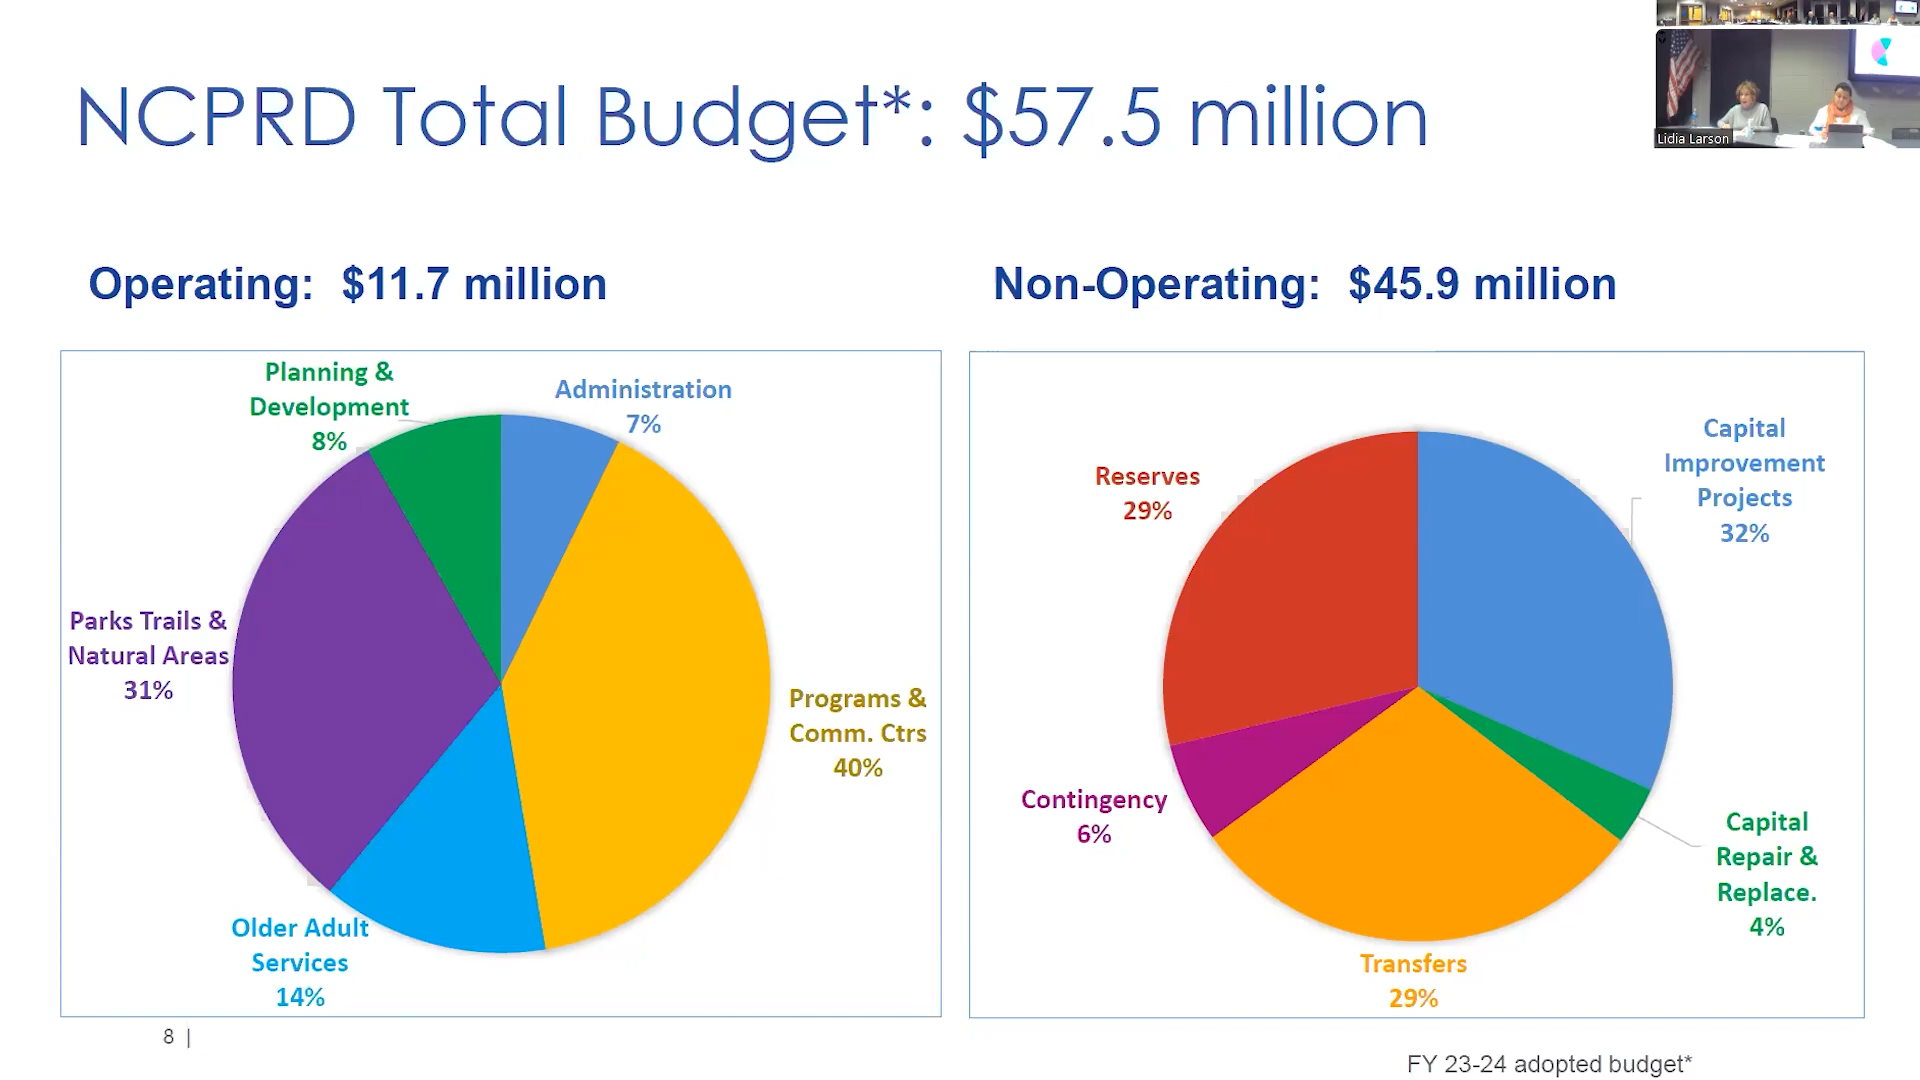 NCPRD Total Budget*: $57.5 million
Lidia Larson
Operating: $11.7 million
Non-Operating: $45.9 million
Planning &
Development
8%
Administration
7%
Parks Trails &
Natural Areas
31%
Programs &
Comm. Ctrs
40%
Older Adult
Services
14%
Reserves
29%
Capital
Improvement
Projects
32%
Contingency
6%
Capital
Repair &
Replace.
4%
Transfers
29%
8 |
FY 23-24 adopted budget*